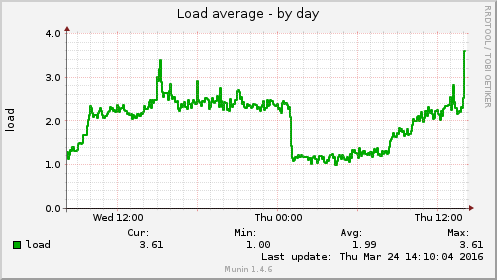 Load average - by day
RRDTOOL / TOBI OETIKER
load
4.0
3.0
2.0
1.0
0.0
Wed 12:00 Thu 00:00 Thu 12:00
Cur: Min: Avg: Max:
load 3.61 1.00 1.99 3.61
Last update: Thu Mar 24 14:10:04 2016
Munin 1.4.6